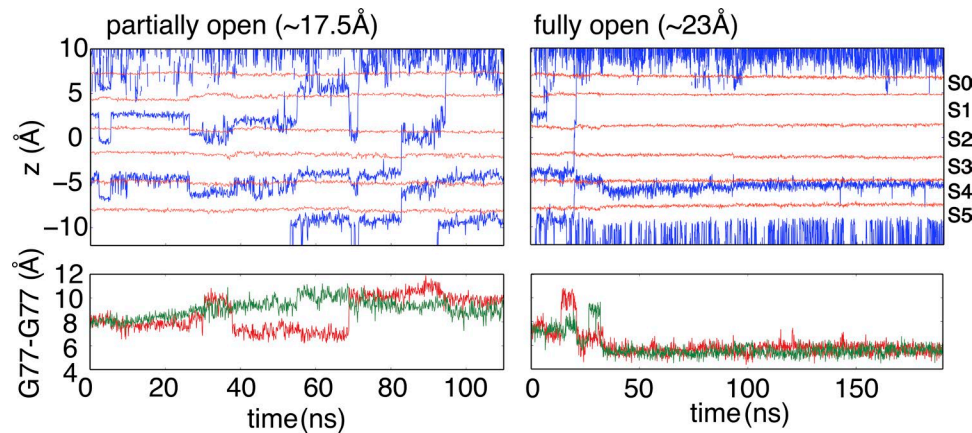 partially open (~17.5Å)
fully open (~23Å)
10
5
0
−5
−10
z (Å)
S0
S1
S2
S3
S4
S5
12
10
8
6
4
G77-G77 (Å)
0 20 40 60 80 100
0 50 100 150
time (ns)
time (ns)